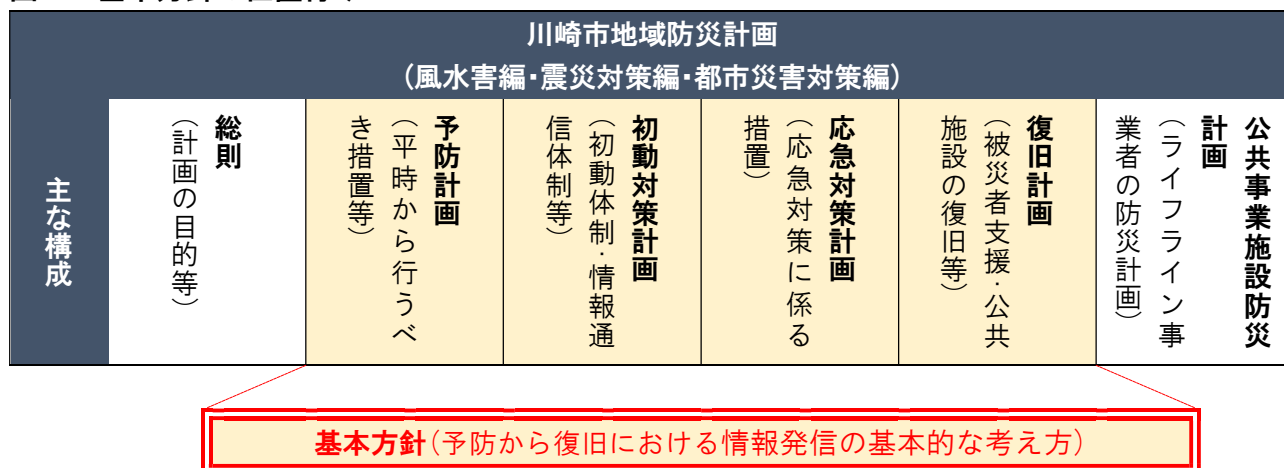 川崎市地域防災計画
（風水害編・震災対策編・都市災害対策編）
主な構成
総則
（計画の目的等）
予防計画
（平時から行うべ
き措置等）
初動対策計画
（初動体制・情報通
信体制等）
応急対策計画
（応急対策に係る
措置）
復旧計画
（被災者支援・公共
施設の復旧等）
公共事業施設防災
計画
（ライフライン事
業者の防災計画）
基本方針（予防から復旧における情報発信の基本的な考え方）